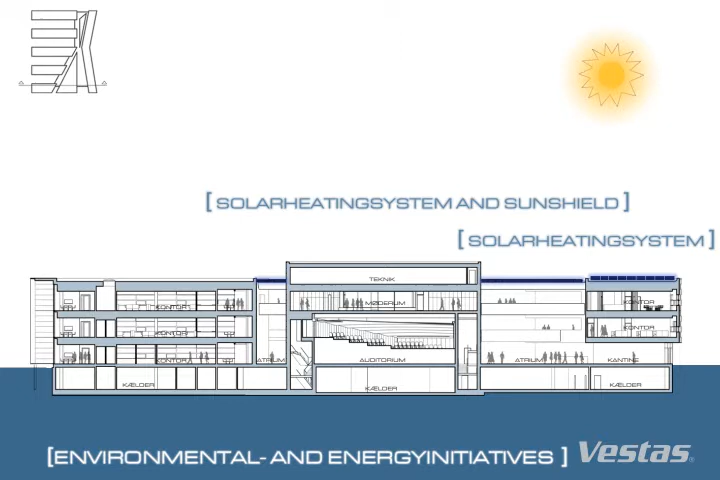 [ SOLARHEATINGSYSTEM AND SUNSHIELD ]
[ SOLARHEATINGSYSTEM ]
TEKNIK
KONTOR MØDERUM KONTOR
KONTOR KONTOR
KONTOR ATRIUM AUDITORIUM ATRIUM KANTINE
KÆLDER KÆLDER KÆLDER
[ENVIRONMENTAL- AND ENERGYINITIATIVES ] Vestas®